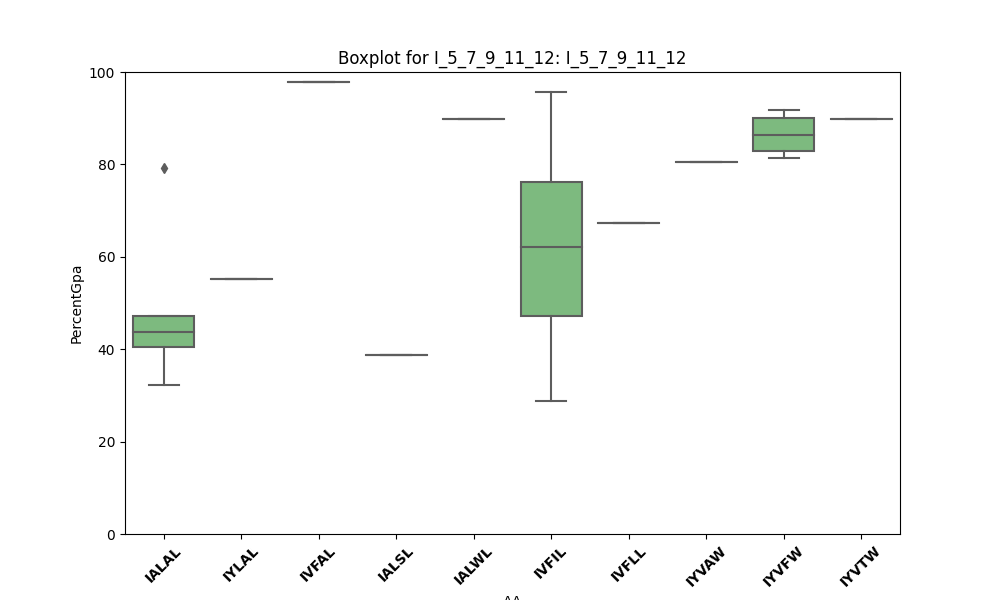 Boxplot for I_5_7_9_11_12: I_5_7_9_11_12
100
80
60
40
20
0
PercentGpa
IALAL
IYLAL
IVFAL
IALSL
IALWL
IVFIL
IVFLL
IYVAW
IYVFW
IYVTW